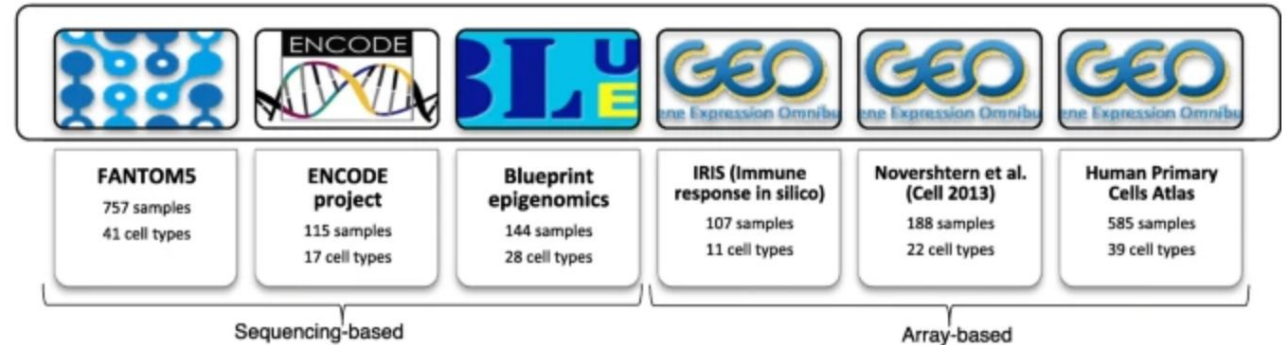 ENCODE
BLUE
GEO
ene Expression Omnibu
GEO
ene Expression Omnibu
GEO
ene Expression Omnibu
FANTOM5
757 samples
41 cell types
ENCODE
project
115 samples
17 cell types
Blueprint
epigenomics
144 samples
28 cell types
IRIS (Immune
response in silico)
107 samples
11 cell types
Novershtern et al.
(Cell 2013)
188 samples
22 cell types
Human Primary
Cells Atlas
585 samples
39 cell types
Sequencing-based
Array-based